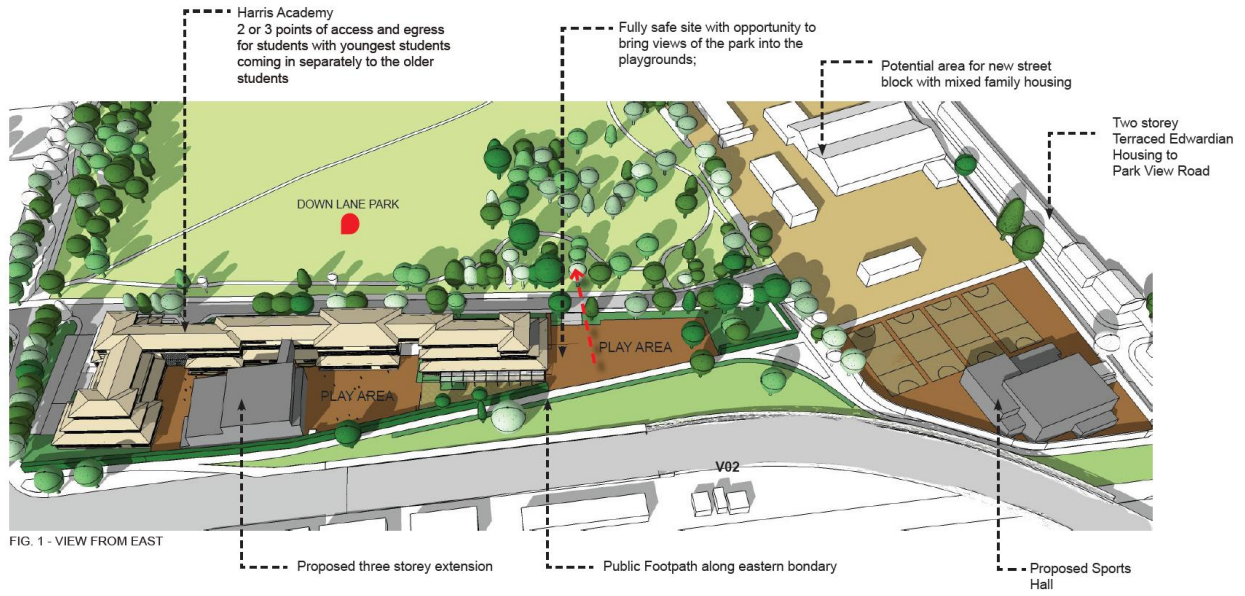 Harris Academy
2 or 3 points of access and egress
for students with youngest students
coming in separately to the older
students
Fully safe site with opportunity to
bring views of the park into the
playgrounds;
Potential area for new street
block with mixed family housing
Two storey
Terraced Edwardian
Housing to
Park View Road
DOWN LANE PARK
PLAY AREA
PLAY AREA
V02
FIG. 1 - VIEW FROM EAST
Proposed three storey extension
Public Footpath along eastern bondary
Proposed Sports
Hall